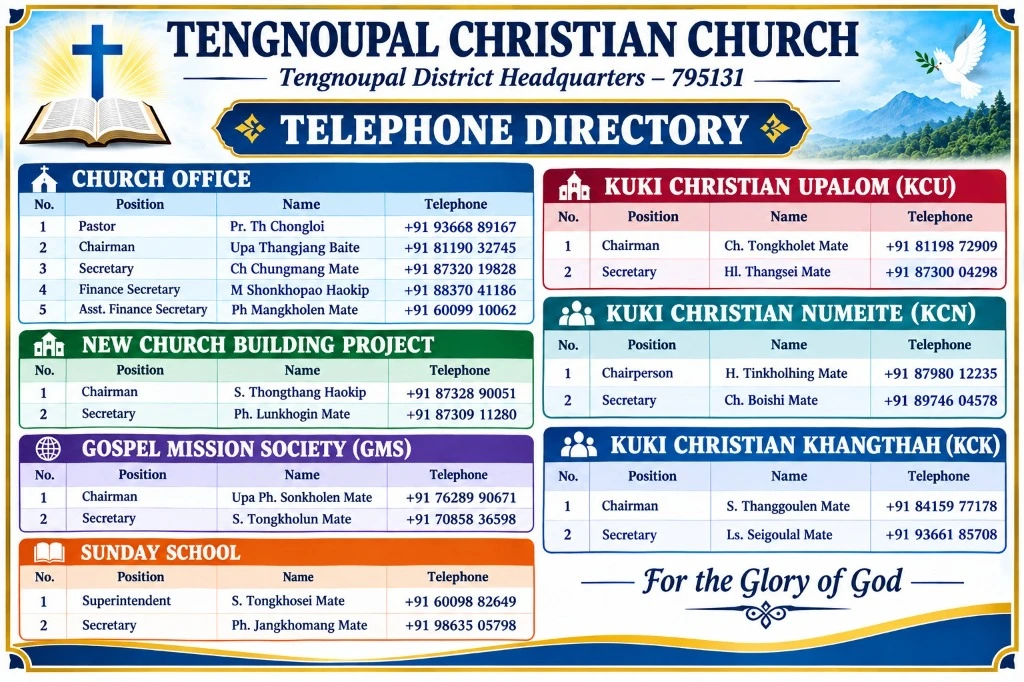 TENGNOUPAL CHRISTIAN CHURCH
Tengnoupal District Headquarters – 795131
TELEPHONE DIRECTORY
CHURCH OFFICE
No. Position Name Telephone
1 Pastor Pr. Th Chongloi +91 93668 89167
2 Chairman Upa Thangjang Baite +91 81190 32745
3 Secretary Ch Chungmang Mate +91 87320 19828
4 Finance Secretary M Shonkhopao Haokip +91 88370 41186
5 Asst. Finance Secretary Ph Mangkholen Mate +91 60099 10062
NEW CHURCH BUILDING PROJECT
No. Position Name Telephone
1 Chairman S. Thongthang Haokip +91 87328 90051
2 Secretary Ph. Lunkhogin Mate +91 87309 11280
GOSPEL MISSION SOCIETY (GMS)
No. Position Name Telephone
1 Chairman Upa Ph. Sonkholen Mate +91 76289 90671
2 Secretary S. Tongkholun Mate +91 70858 36598
SUNDAY SCHOOL
No. Position Name Telephone
1 Superintendent S. Tongkhosei Mate +91 60098 82649
2 Secretary Ph. Jangkhomang Mate +91 98635 05798
KUKI CHRISTIAN UPALOM (KCU)
No. Position Name Telephone
1 Chairman Ch. Tongkholet Mate +91 81198 72909
2 Secretary Hl. Thangsei Mate +91 87300 04298
KUKI CHRISTIAN NUMEITE (KCN)
No. Position Name Telephone
1 Chairperson H. Tinkholhing Mate +91 87980 12235
2 Secretary Ch. Boishi Mate +91 89746 04578
KUKI CHRISTIAN KHANGTHAH (KCK)
No. Position Name Telephone
1 Chairman S. Thanggoulen Mate +91 84159 77178
2 Secretary Ls. Seigoulal Mate +91 93661 85708
For the Glory of God